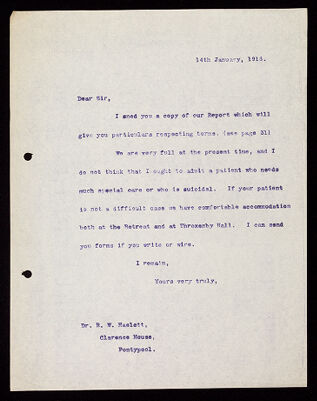 14th January, 1918.
Dear Sir,
I send you a copy of our Report which will
give you particulars respecting terms. (see page 31)
We are very full at the present time, and I
do not think that I ought to admit a patient who needs
much special care or who is suicidal. If your patient
is not a difficult case we have comfortable accommodation
both at the Retreat and at Throxenby Hall. I can send
you forms if you write or wire.
I remain,
Yours very truly,
Dr. R. W. Haslett,
Clarence House,
Pontypool.